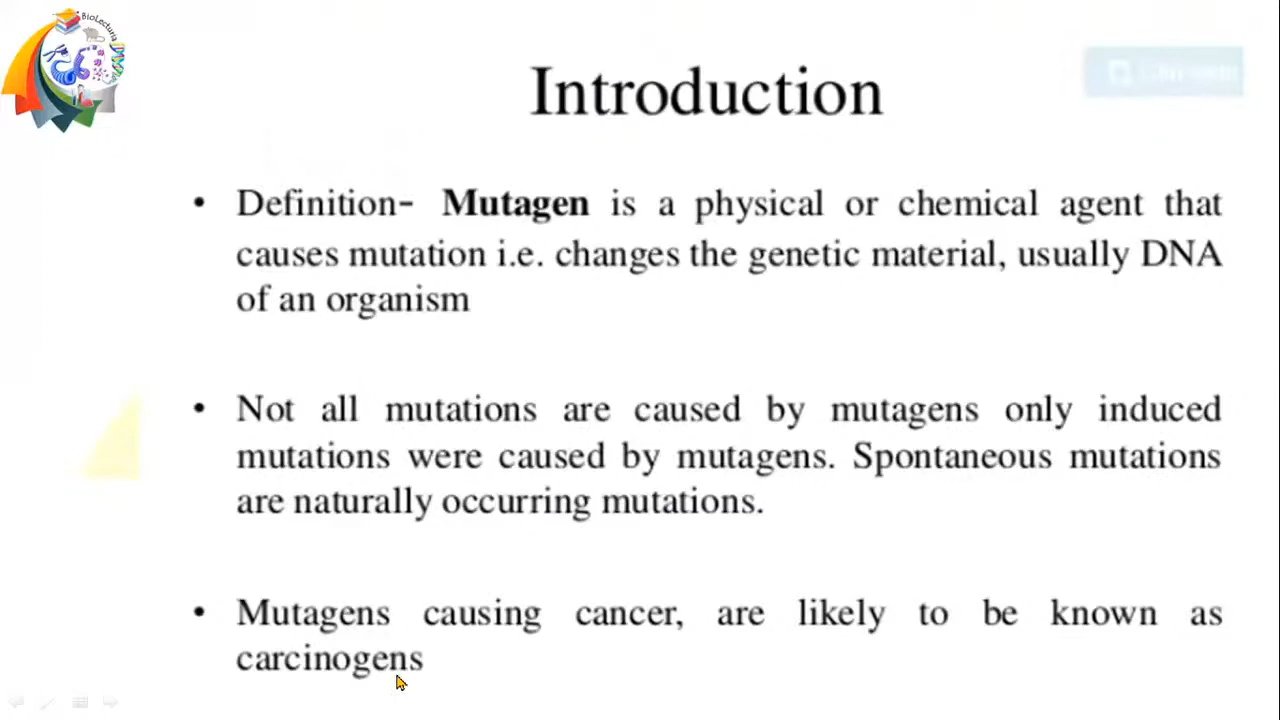 BioLectures
Introduction
• Definition- Mutagen is a physical or chemical agent that
causes mutation i.e. changes the genetic material, usually DNA
of an organism
• Not all mutations are caused by mutagens only induced
mutations were caused by mutagens. Spontaneous mutations
are naturally occurring mutations.
• Mutagens causing cancer, are likely to be known as
carcinogens